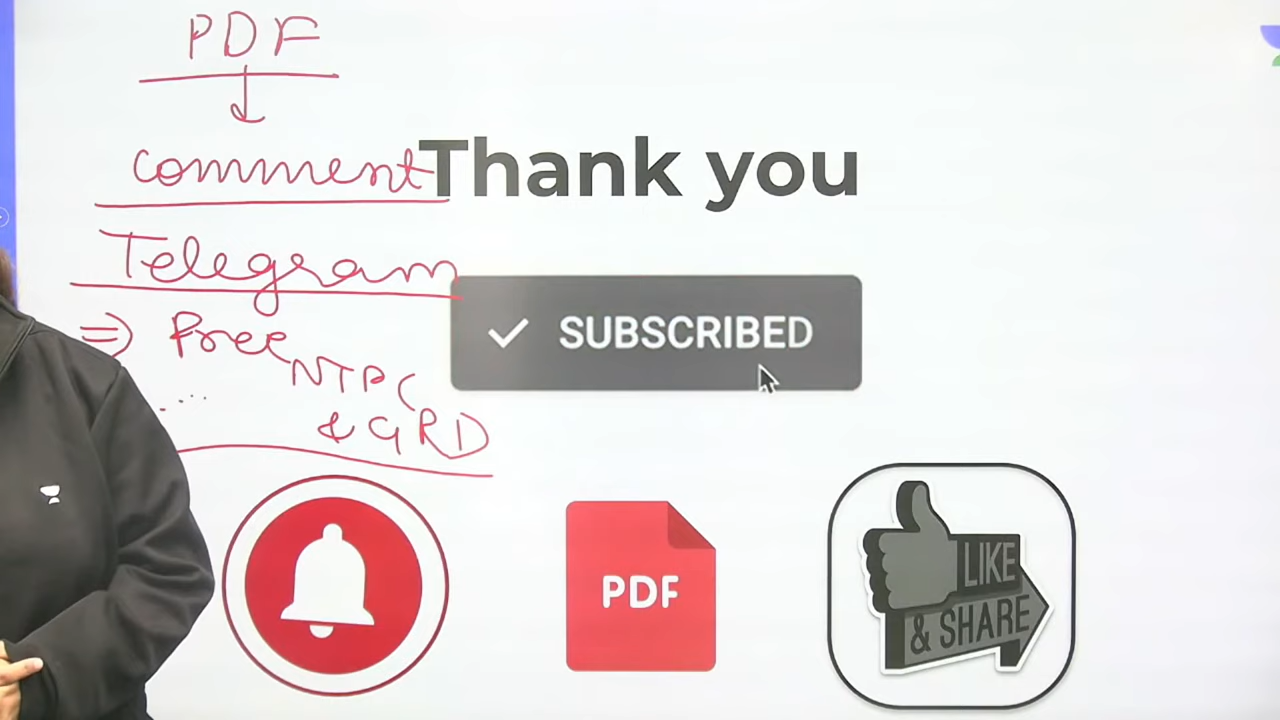 PDF
comment
Thank you
Telegram
SUBSCRIBED
⇒ Free
NTPC
& GRD
PDF
LIKE
& SHARE